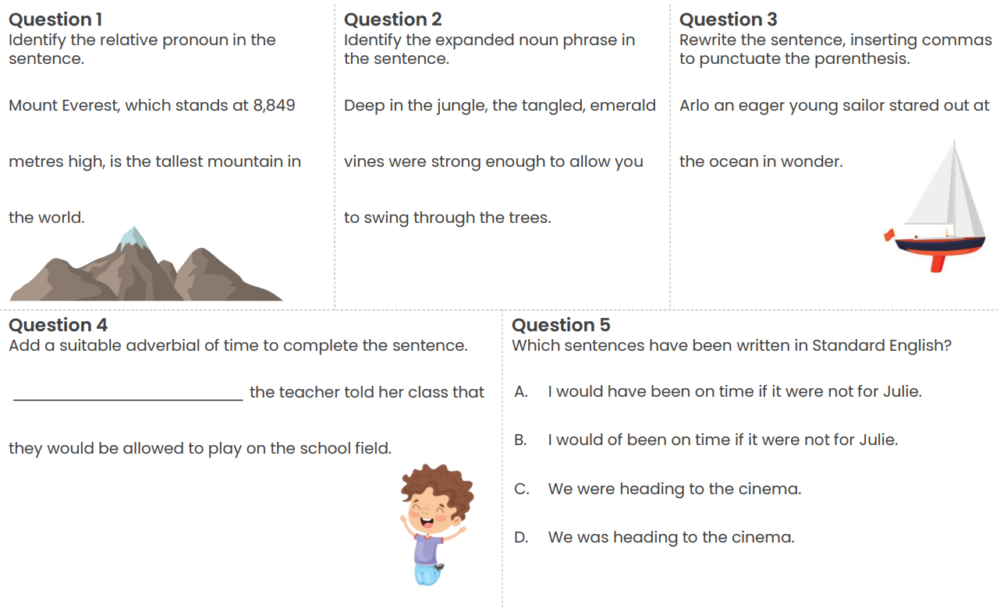 Question 1
Identify the relative pronoun in the
sentence.
Mount Everest, which stands at 8,849
metres high, is the tallest mountain in
the world.
Question 2
Identify the expanded noun phrase in
the sentence.
Deep in the jungle, the tangled, emerald
vines were strong enough to allow you
to swing through the trees.
Question 3
Rewrite the sentence, inserting commas
to punctuate the parenthesis.
Arlo an eager young sailor stared out at
the ocean in wonder.
Question 4
Add a suitable adverbial of time to complete the sentence.
____________________________ the teacher told her class that
they would be allowed to play on the school field.
Question 5
Which sentences have been written in Standard English?
A. I would have been on time if it were not for Julie.
B. I would of been on time if it were not for Julie.
C. We were heading to the cinema.
D. We was heading to the cinema.